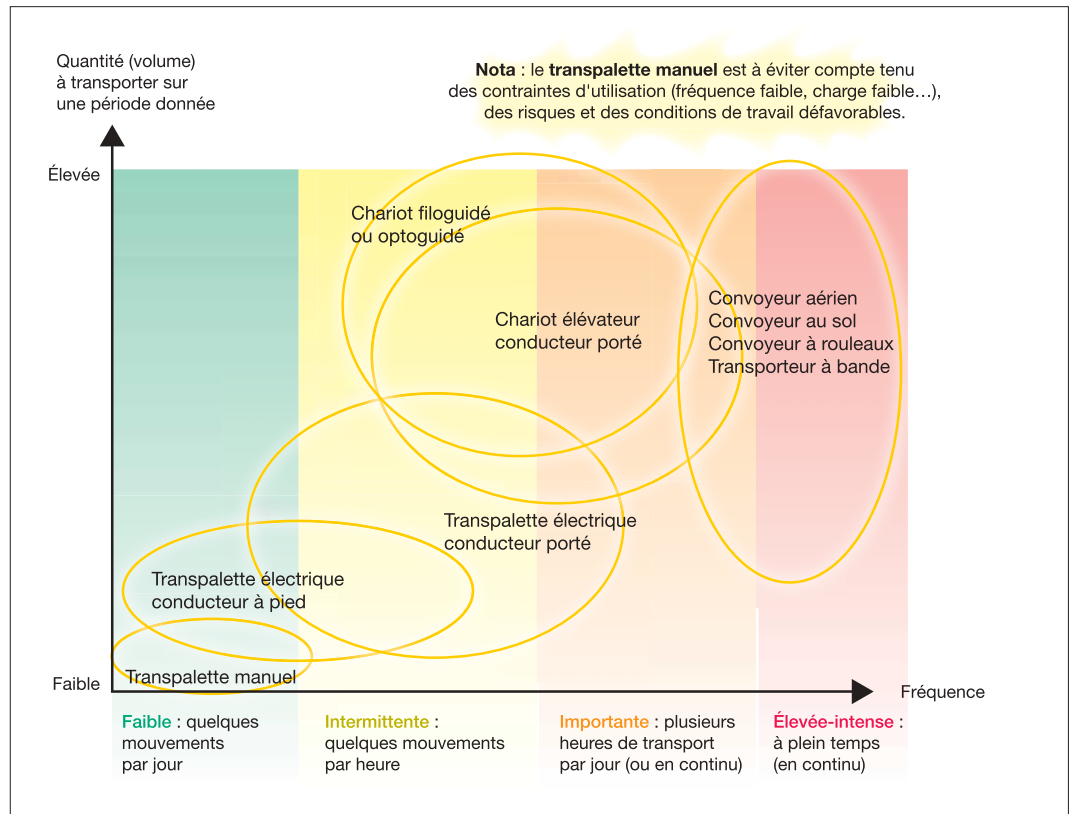 Quantité (volume)
à transporter sur
une période donnée
Nota : le transpalette manuel est à éviter compte tenu
des contraintes d'utilisation (fréquence faible, charge faible…),
des risques et des conditions de travail défavorables.
Élevée
Chariot filoguidé
ou optoguidé
Chariot élévateur
conducteur porté
Convoyeur aérien
Convoyeur au sol
Convoyeur à rouleaux
Transporteur à bande
Transpalette électrique
conducteur porté
Transpalette électrique
conducteur à pied
Transpalette manuel
Faible
Fréquence
Faible : quelques
mouvements
par jour
Intermittente :
quelques mouvements
par heure
Importante : plusieurs
heures de transport
par jour (ou en continu)
Élevée-intense :
à plein temps
(en continu)